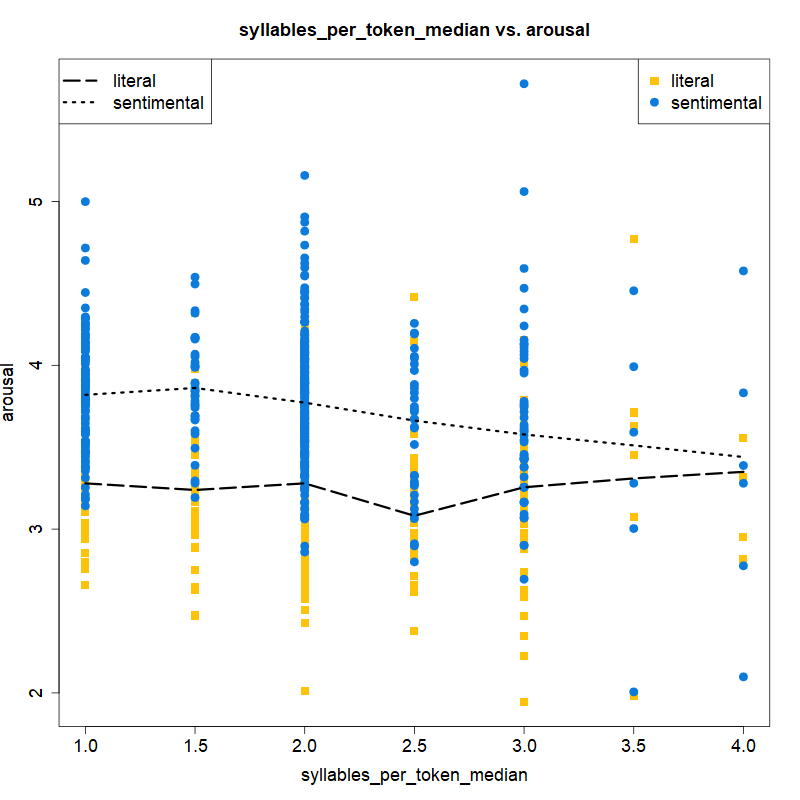 syllables_per_token_median vs. arousal
literal
sentimental
literal
sentimental
arousal
5
4
3
2
1.0 1.5 2.0 2.5 3.0 3.5 4.0
syllables_per_token_median